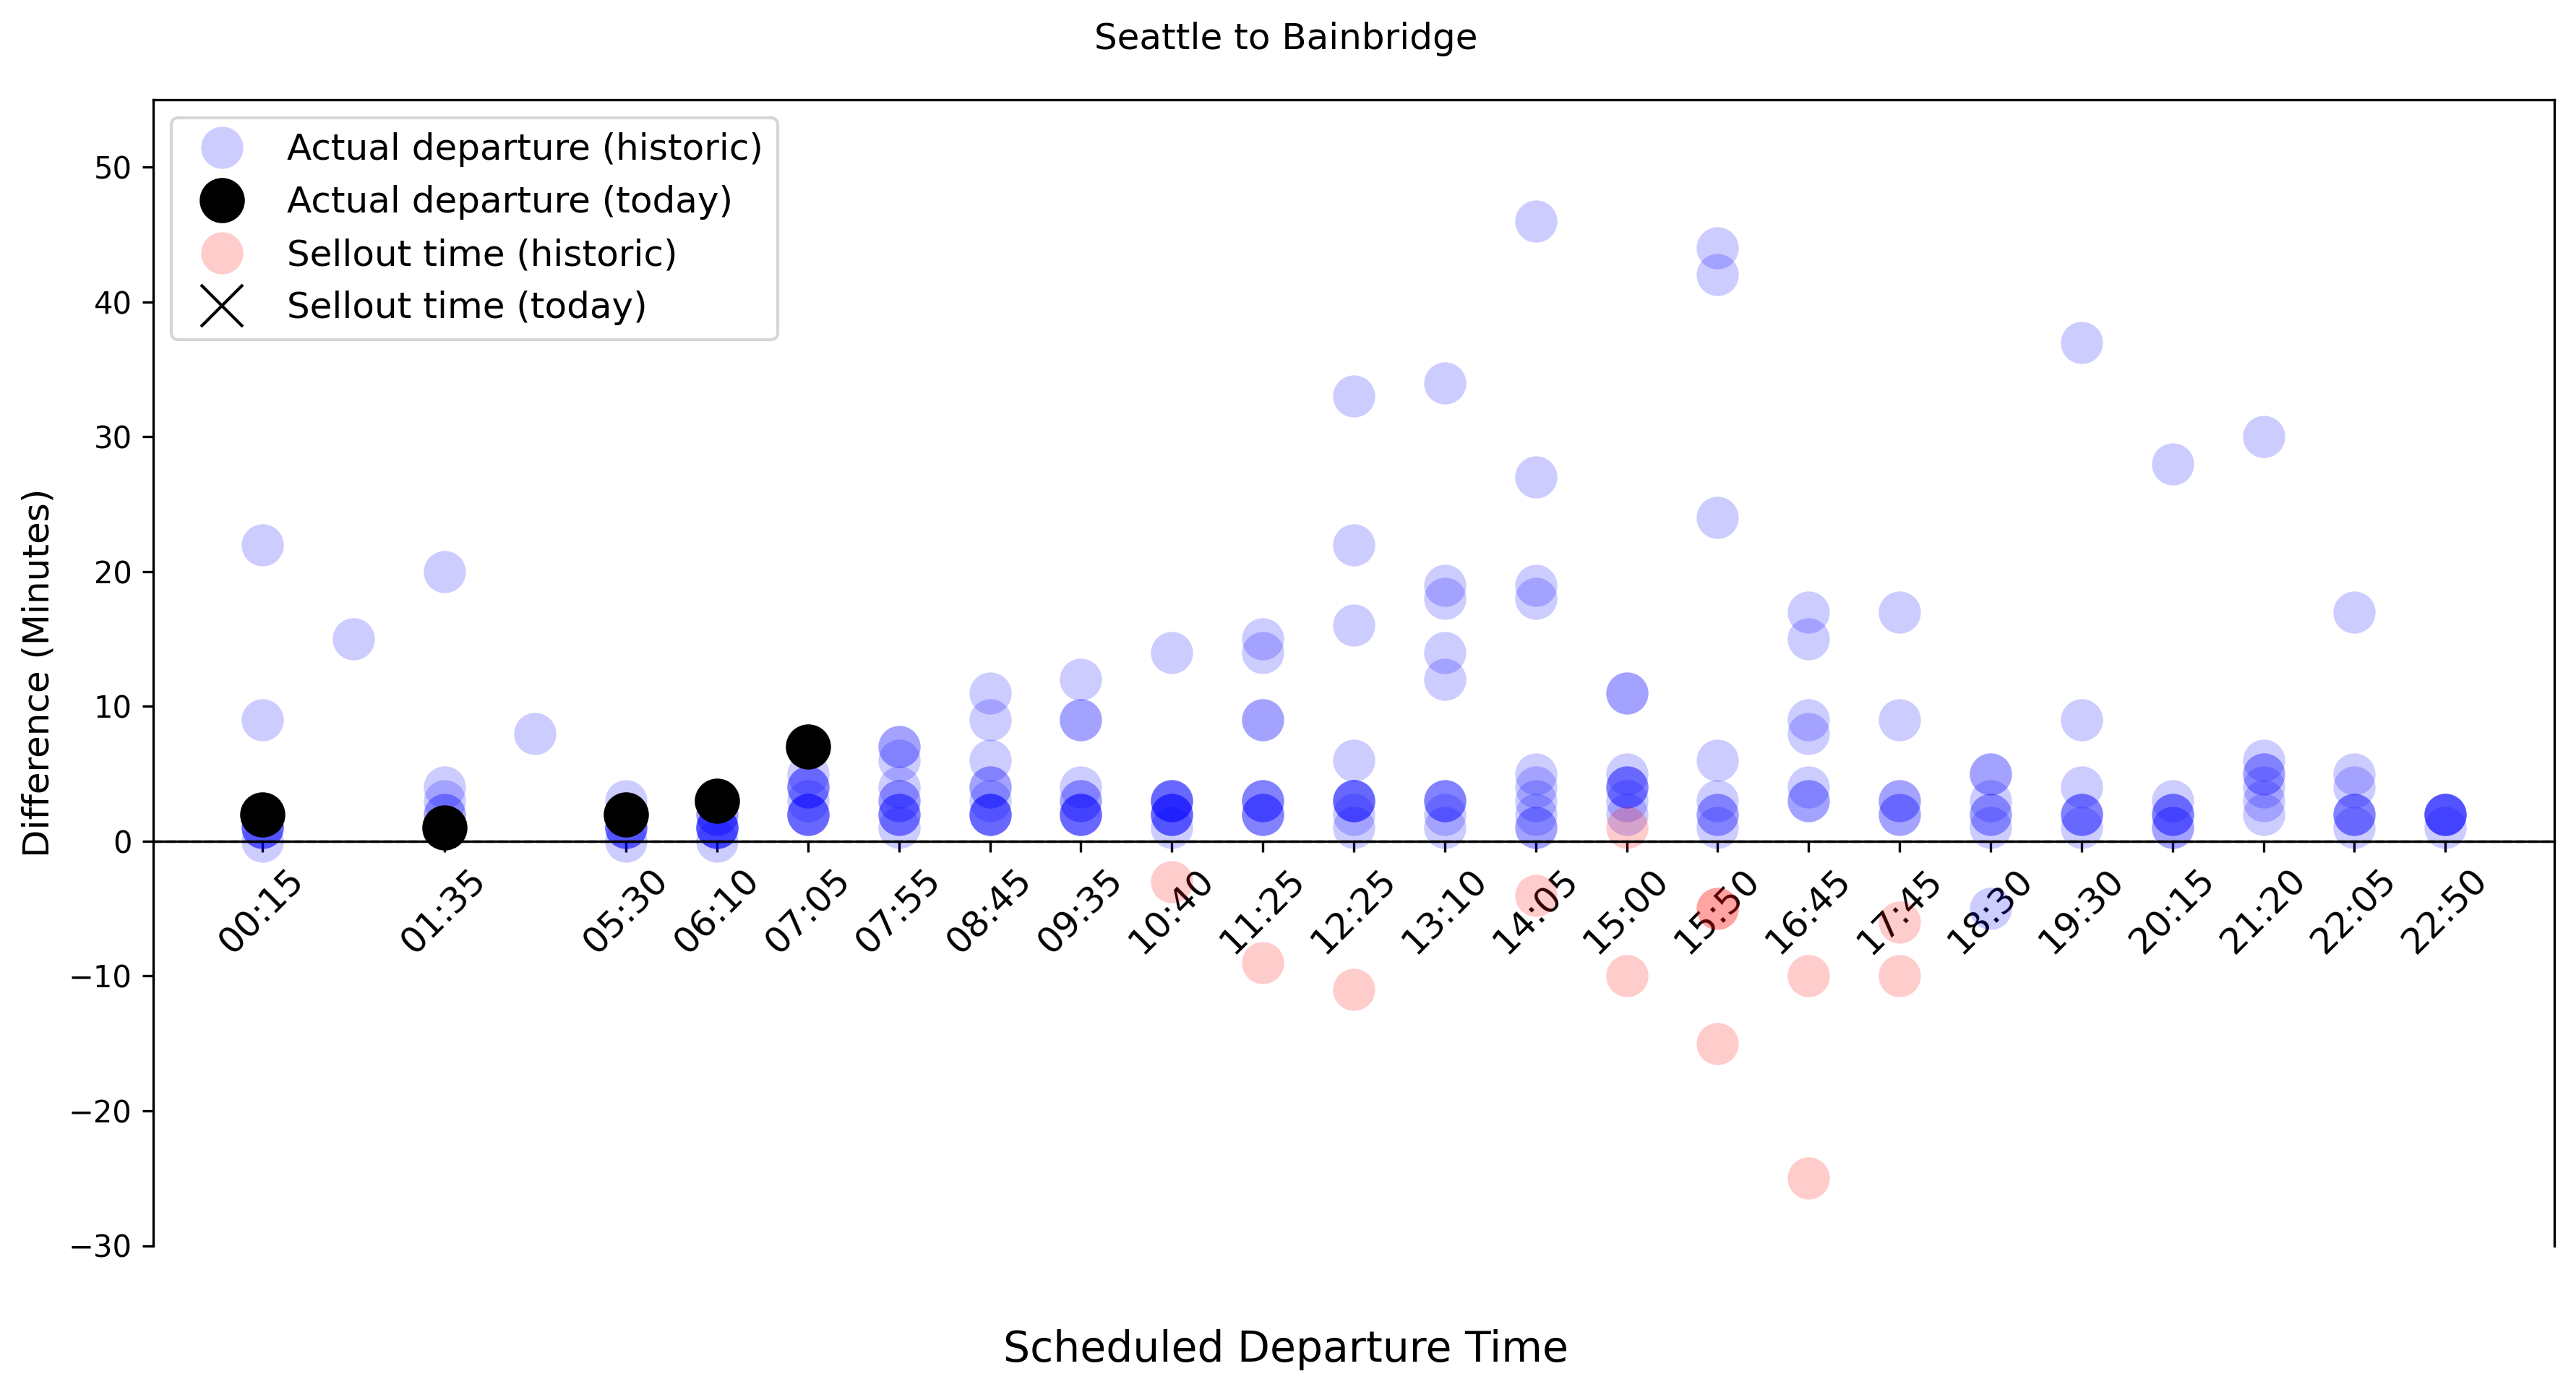 Seattle to Bainbridge
Actual departure (historic)
Actual departure (today)
Sellout time (historic)
Sellout time (today)
Difference (Minutes)
50
40
30
20
10
0
−10
−20
−30
00:15 01:35 05:30 06:10 07:05 07:55 08:45 09:35 10:40 11:25 12:25 13:10 14:05 15:00 15:50 16:45 17:45 18:30 19:30 20:15 21:20 22:05 22:50
Scheduled Departure Time